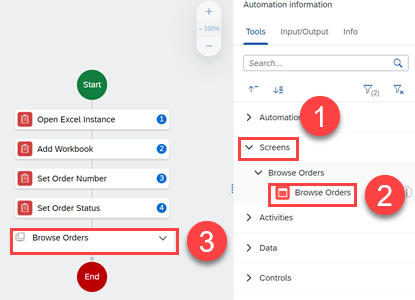 Automation information
100%
Tools Input/Output Info
Search...
(2)
Start
Open Excel Instance 1
Add Workbook 2
Set Order Number 3
Set Order Status 4
Browse Orders
End
1
Screens
Browse Orders
Browse Orders
2
3
Activities
Data
Controls